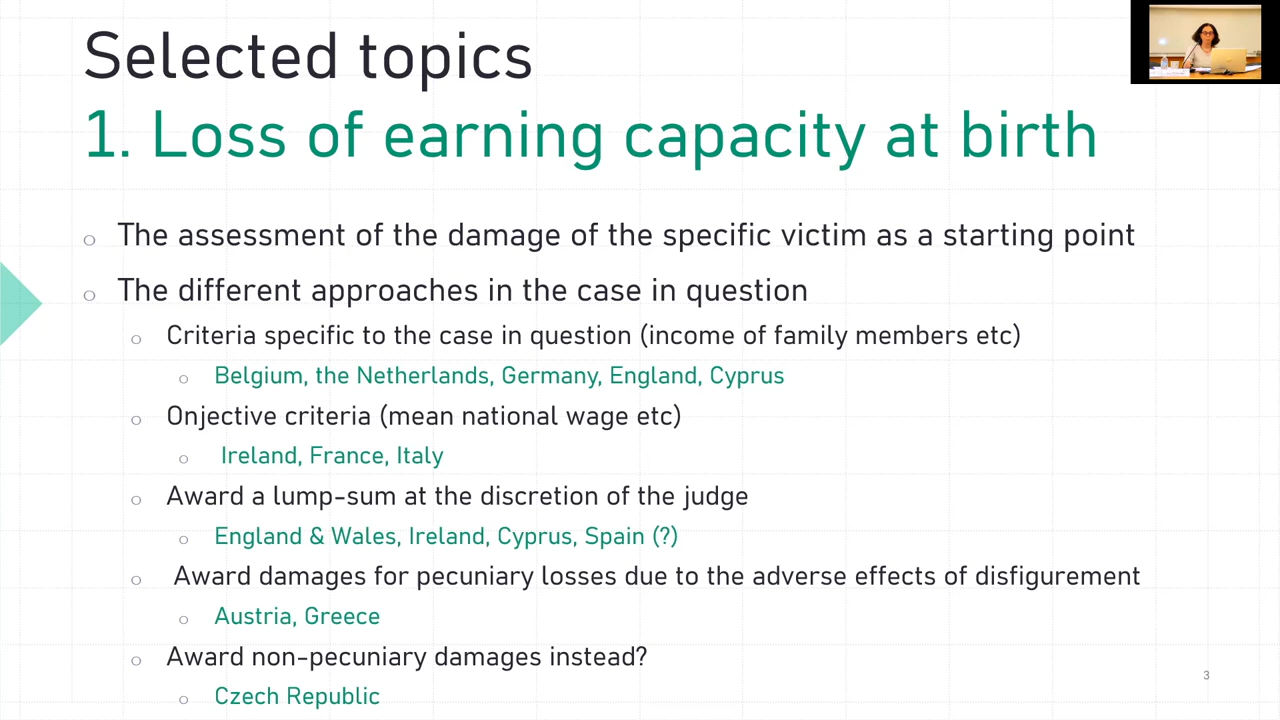 Selected topics
1. Loss of earning capacity at birth
The assessment of the damage of the specific victim as a starting point
The different approaches in the case in question
Criteria specific to the case in question (income of family members etc)
Belgium, the Netherlands, Germany, England, Cyprus
Onjective criteria (mean national wage etc)
Ireland, France, Italy
Award a lump-sum at the discretion of the judge
England & Wales, Ireland, Cyprus, Spain (?)
Award damages for pecuniary losses due to the adverse effects of disfigurement
Austria, Greece
Award non-pecuniary damages instead?
Czech Republic
3